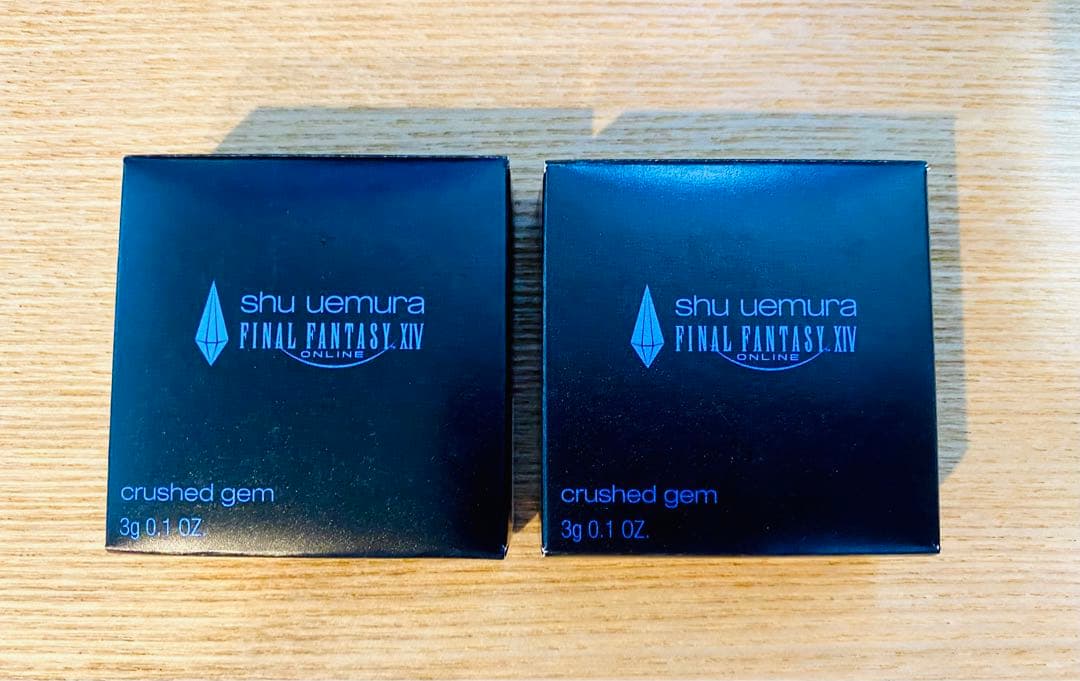 shu uemura
FINAL FANTASY XIV
ONLINE
crushed gem
3g 0.1 OZ.
shu uemura
FINAL FANTASY XIV
ONLINE
crushed gem
3g 0.1 OZ.